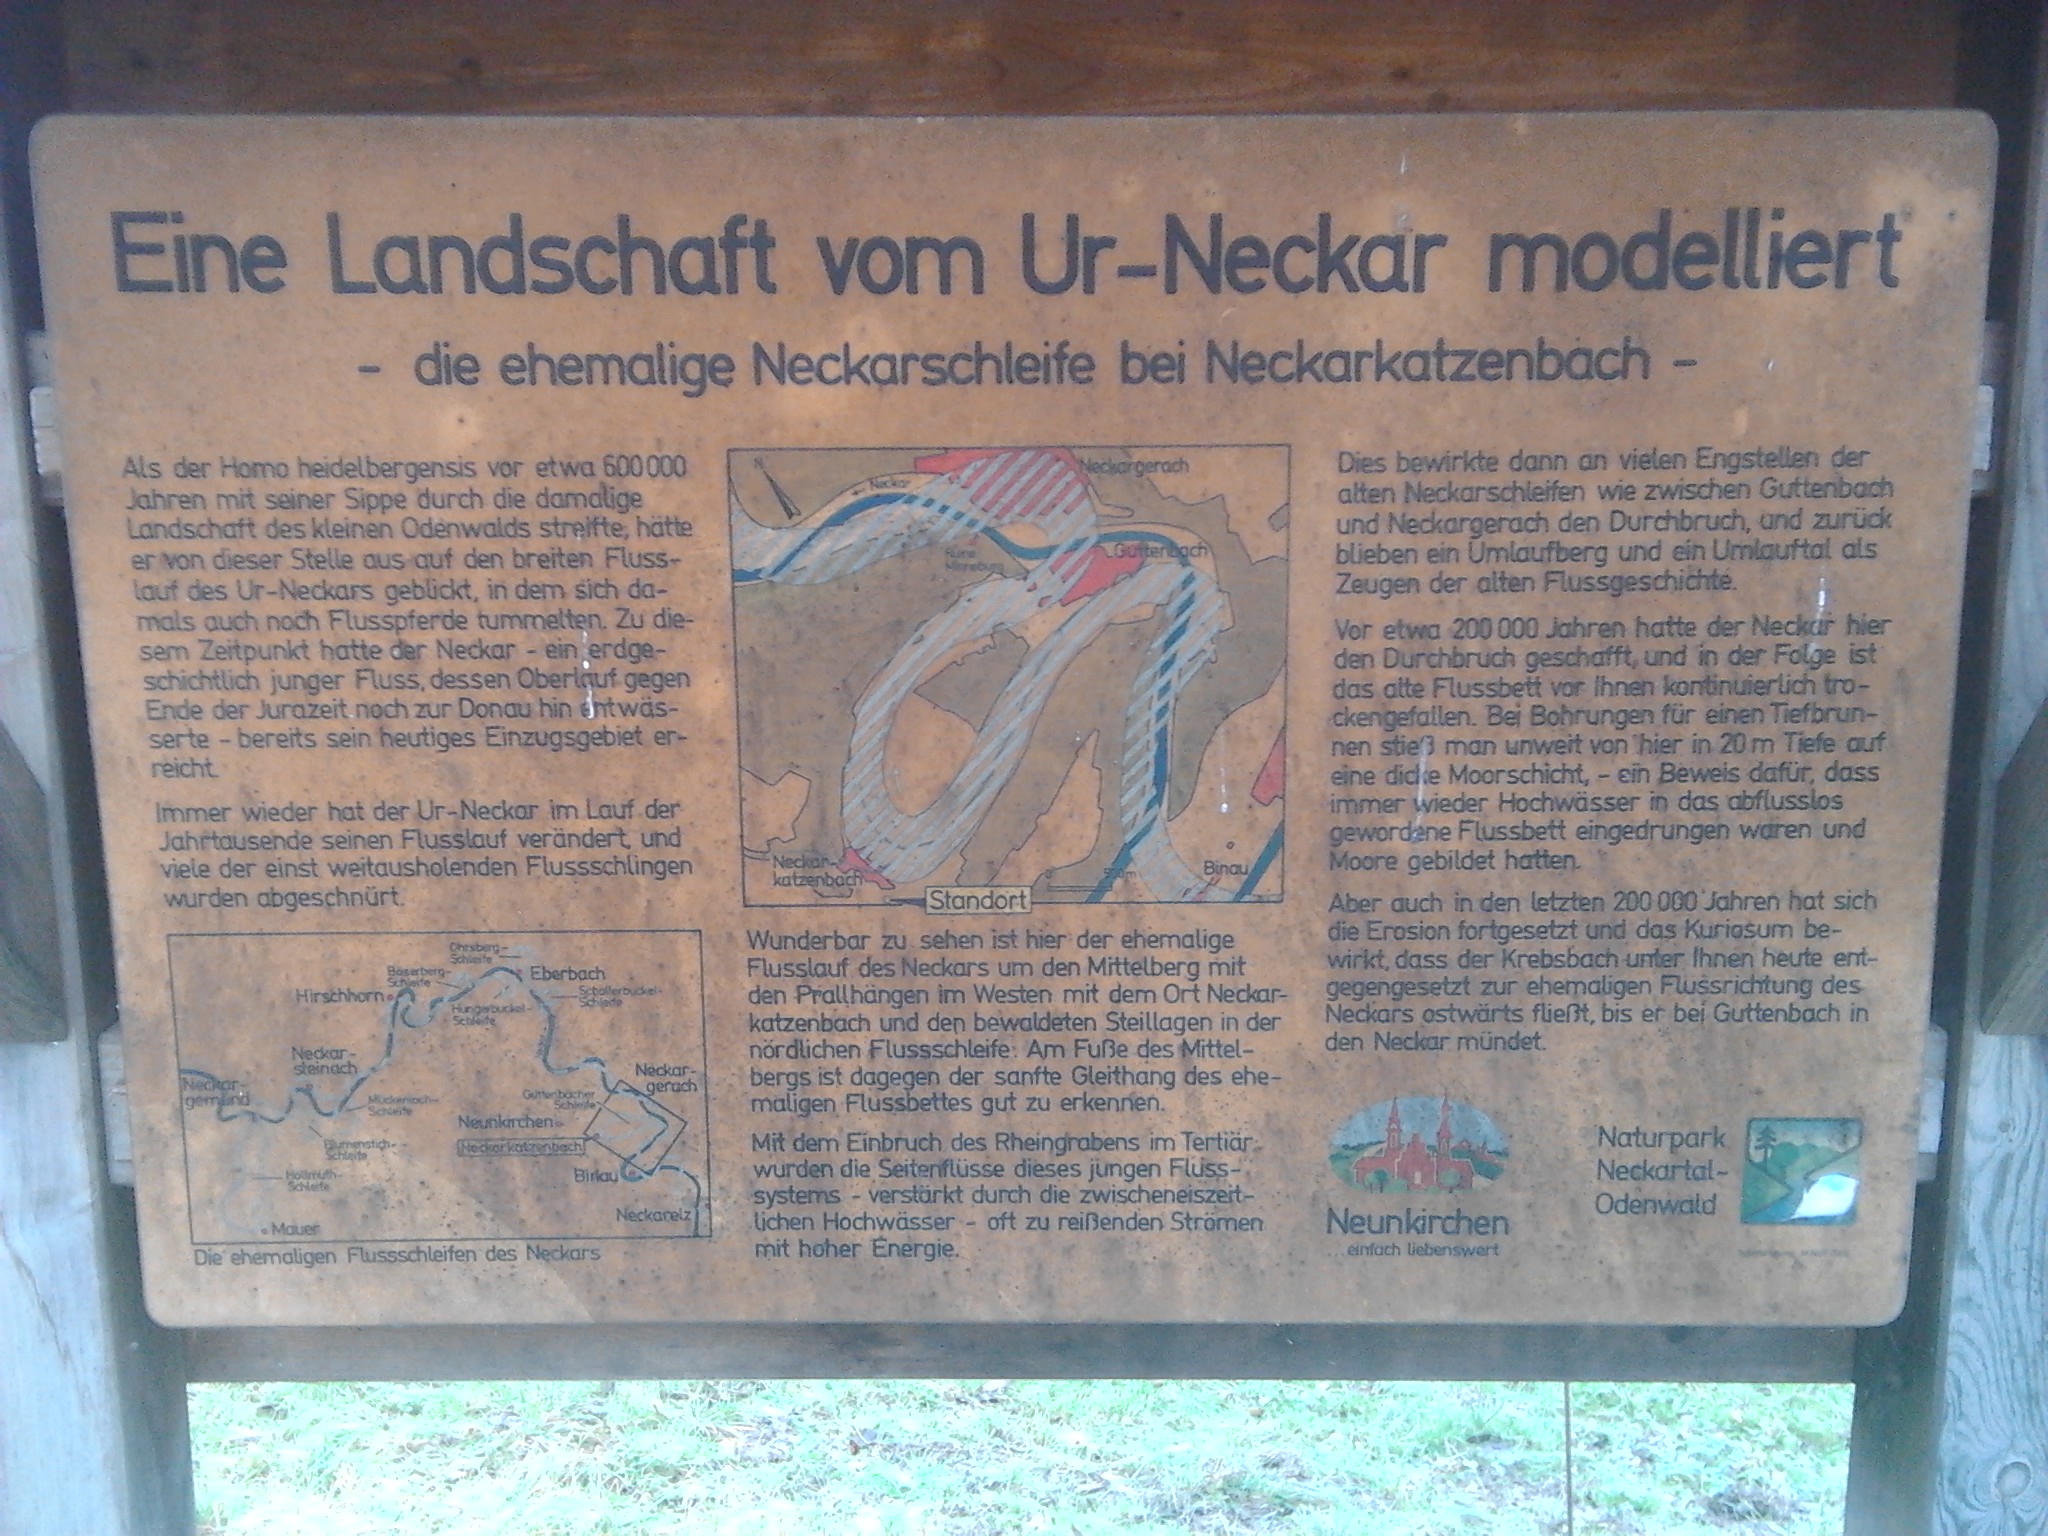 Eine Landschaft vom Ur-Neckar modelliert
- die ehemalige Neckarschleife bei Neckarkatzenbach -
Als der Homo heidelbergensis vor etwa 600 000
Jahren mit seiner Sippe durch die damalige
Landschaft des kleinen Odenwalds streifte, hätte
er von dieser Stelle aus auf den breiten Fluss-
lauf des Ur-Neckars geblickt, in dem sich da-
mals auch noch Flusspferde tummelten. Zu die-
sem Zeitpunkt hatte der Neckar - ein erdge-
schichtlich junger Fluss, dessen Oberlauf gegen
Ende der Jurazeit noch zur Donau hin entwäs-
serte - bereits sein heutiges Einzugsgebiet er-
reicht.
Immer wieder hat der Ur-Neckar im Lauf der
Jahrtausende seinen Flusslauf verändert, und
viele der einst weitausholenden Flussschlingen
wurden abgeschnürt.
Ohrsberg-
Schleife
Böserberg-
Schleife
Eberbach
Hirschhorn
Schollerbuckel-
Schleife
Hungerbuckel-
Schleife
Neckar-
steinach
Neckar-
gemünd
Neckar-
gerach
Mückenloch-
Schleife
Guttenbacher
Schleife
Neunkirchen
Blumenstich-
Schleife
Neckarkatzenbach
Binau
Hollmuth-
Schleife
Neckarelz
Mauer
Die ehemaligen Flussschleifen des Neckars
N
Neckar
Neckargerach
Ruine
Minneburg
Guttenbach
Neckar-
katzenbach
Binau
Standort
Wunderbar zu sehen ist hier der ehemalige
Flusslauf des Neckars um den Mittelberg mit
den Prallhängen im Westen mit dem Ort Neckar-
katzenbach und den bewaldeten Steillagen in der
nördlichen Flussschleife. Am Fuße des Mittel-
bergs ist dagegen der sanfte Gleithang des ehe-
maligen Flussbettes gut zu erkennen.
Mit dem Einbruch des Rheingrabens im Tertiär
wurden die Seitenflüsse dieses jungen Fluss-
systems - verstärkt durch die zwischeneiszeit-
lichen Hochwässer - oft zu reißenden Strömen
mit hoher Energie.
Dies bewirkte dann an vielen Engstellen der
alten Neckarschleifen wie zwischen Guttenbach
und Neckargerach den Durchbruch, und zurück
blieben ein Umlaufberg und ein Umlauftal als
Zeugen der alten Flussgeschichte.
Vor etwa 200 000 Jahren hatte der Neckar hier
den Durchbruch geschafft, und in der Folge ist
das alte Flussbett vor Ihnen kontinuierlich tro-
ckengefallen. Bei Bohrungen für einen Tiefbrun-
nen stieß man unweit von hier in 20 m Tiefe auf
eine dicke Moorschicht, - ein Beweis dafür, dass
immer wieder Hochwässer in das abflusslos
gewordene Flussbett eingedrungen waren und
Moore gebildet hatten.
Aber auch in den letzten 200 000 Jahren hat sich
die Erosion fortgesetzt und das Kuriosum be-
wirkt, dass der Krebsbach unter Ihnen heute ent-
gegengesetzt zur ehemaligen Flussrichtung des
Neckars ostwärts fließt, bis er bei Guttenbach in
den Neckar mündet.
Neunkirchen
...einfach liebenswert
Naturpark
Neckartal-
Odenwald